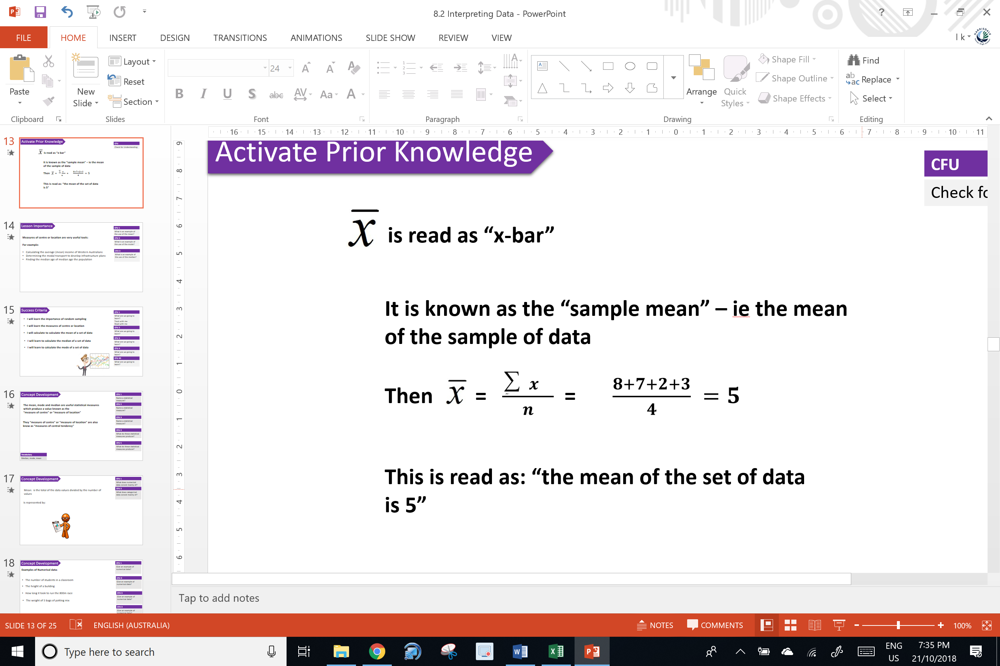 8.2 Interpreting Data - PowerPoint
?
FILE
HOME
INSERT
DESIGN
TRANSITIONS
ANIMATIONS
SLIDE SHOW
REVIEW
VIEW
l k
Paste
Clipboard
New
Slide
Layout
Reset
Section
Slides
24
B I U S abc AV Aa A
Font
Paragraph
Arrange
Quick
Styles
Shape Fill
Shape Outline
Shape Effects
Drawing
Find
Replace
Select
Editing
16 15 14 13 12 11 10 9 8 7 6 5 4 3 2 1 0 1 2 3 4 5 6 7 8 9 10 11
9 8 7 6 5 4 3 2 1 0 1 2 3 4 5 6
13
Activate Prior Knowledge
CFU
Check for Understanding
x̅ is read as "x-bar"
It is known as the "sample mean" – ie the mean
of the sample of data
Then x̅ = ∑ x / n = 8+7+2+3 / 4 = 5
This is read as: "the mean of the set of data
is 5"
14
Lesson Importance
Measures of centre or location are very useful tools:
For example:
• Calculating the average (mean) income of Western Australians
• Determining the modal transport to develop infrastructure plans
• Finding the median age of median age the population
CFU 1
What is an example of
the use of the mean?
CFU 2
What is an example of
the use of the mode?
CFU 3
What is an example of
the use of the median?
15
Success Criteria
• I will learn the importance of random sampling
• I will learn the measures of centre or location
• I will calculate to calculate the mean of a set of data
• I will learn to calculate the median of a set of data
• I will learn to calculate the mode of a set of data
CFU 1
What are we going to
learn?
Track with me
Read with me
CFU 2
What are we going to
learn?
CFU 3
What are we going to
learn?
CFU 4
What are we going to
learn?
CFU 45
What are we going to
learn?
16
Concept Development
The mean, mode and median are useful statistical measures
which produce a value known as the
"measure of centre" or "measure of location"
They "measure of centre" or "measure of location" are also
know as "measures of central tendency"
CFU 1
Name a statistical
measure?
CFU 2
Name a statistical
measure?
CFU 3
Name a statistical
measure?
CFU 4
What do these statistical
measures produce?
CFU 5
What do these statistical
measures produce?
Vocabulary
Median, mode, mean
17
Concept Development
Mean: is the total of the data values divided by the number of
values
Is represented by:
CFU 1
What does numerical
data consist mainly of?
CFU 2
What does categorical
data consist mainly of?
18
Concept Development
Examples of Numerical data:
• The number of students in a classroom
• The height of a building
• How long it took to run the 800m race
• The weight of 5 bags of potting mix
CFU 1
Give an example of
numerical data?
CFU 2
Give an example of
numerical data?
CFU 3
Give an example of
numerical data?
CFU 3
Give an example of
Activate Prior Knowledge
CFU
Check fo
x̅ is read as “x-bar”
It is known as the “sample mean” – ie the mean
of the sample of data
Then x̅ = ∑ x / n = 8+7+2+3 / 4 = 5
This is read as: “the mean of the set of data
is 5”
Tap to add notes
SLIDE 13 OF 25
ENGLISH (AUSTRALIA)
NOTES
COMMENTS
100%
Type here to search
ENG
US
7:35 PM
21/10/2018